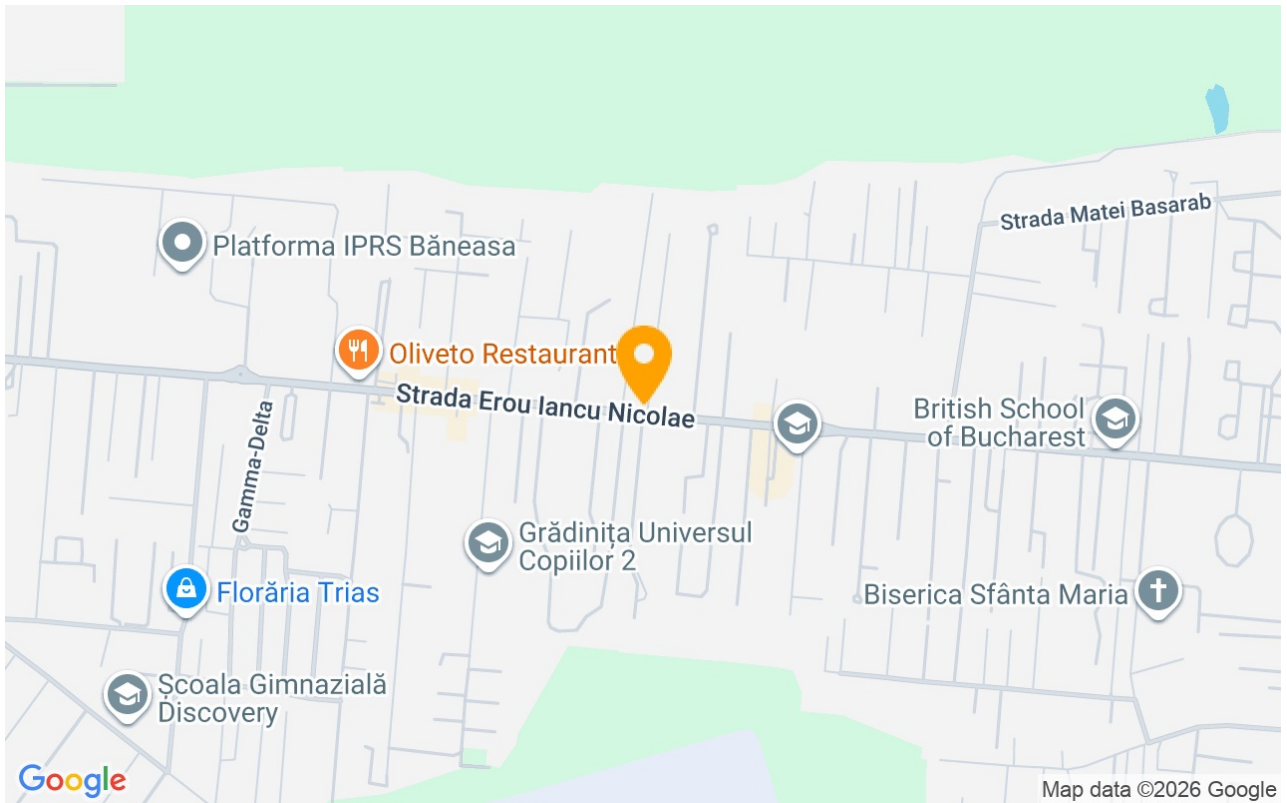 Strada Matei Basarab
Platforma IPRS Băneasa
Oliveto Restaurant
Strada Erou Iancu Nicolae
British School
of Bucharest
Gamma-Delta
Grădinița Universul
Copiilor 2
Florăria Trias
Biserica Sfânta Maria
Școala Gimnazială
Discovery
Google
Map data ©2026 Google